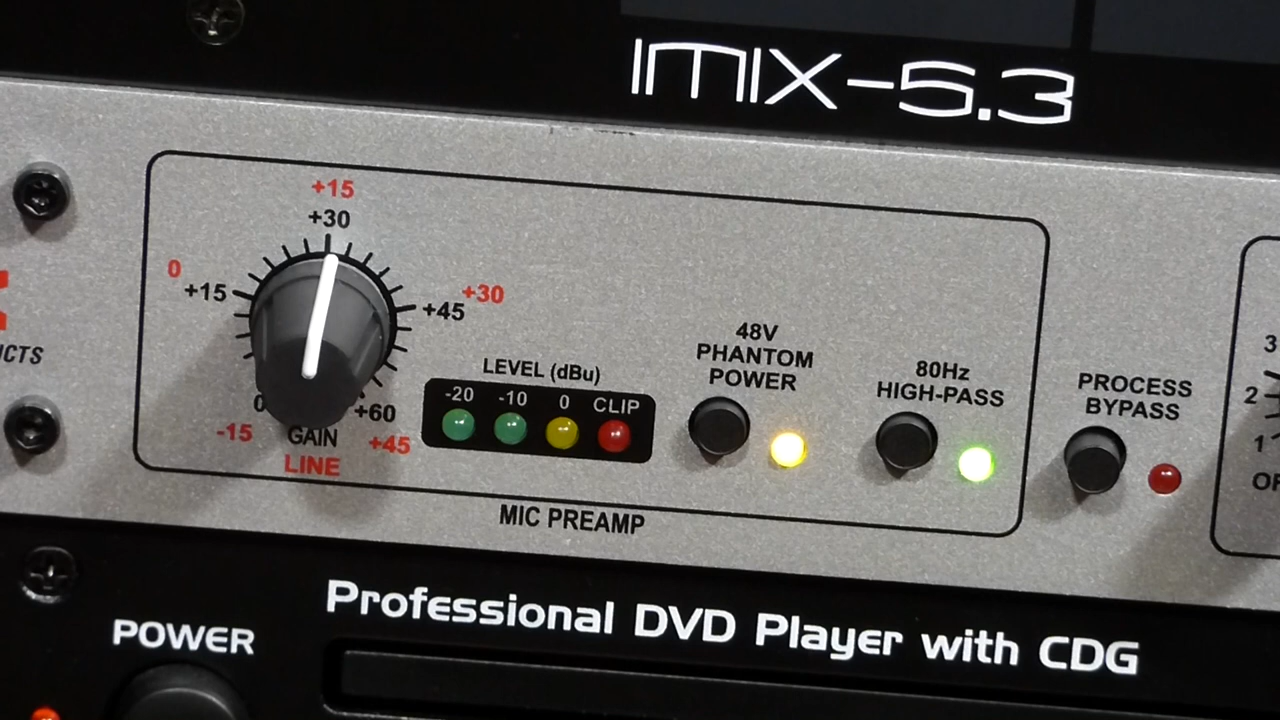 IMIX-5.3
+15
+30
0
+15
+45
+30
0
+60
-15
GAIN
+45
LINE
LEVEL (dBu)
-20 -10 0 CLIP
48V
PHANTOM
POWER
80Hz
HIGH-PASS
PROCESS
BYPASS
3
2
1
MIC PREAMP
Professional DVD Player with CDG
POWER